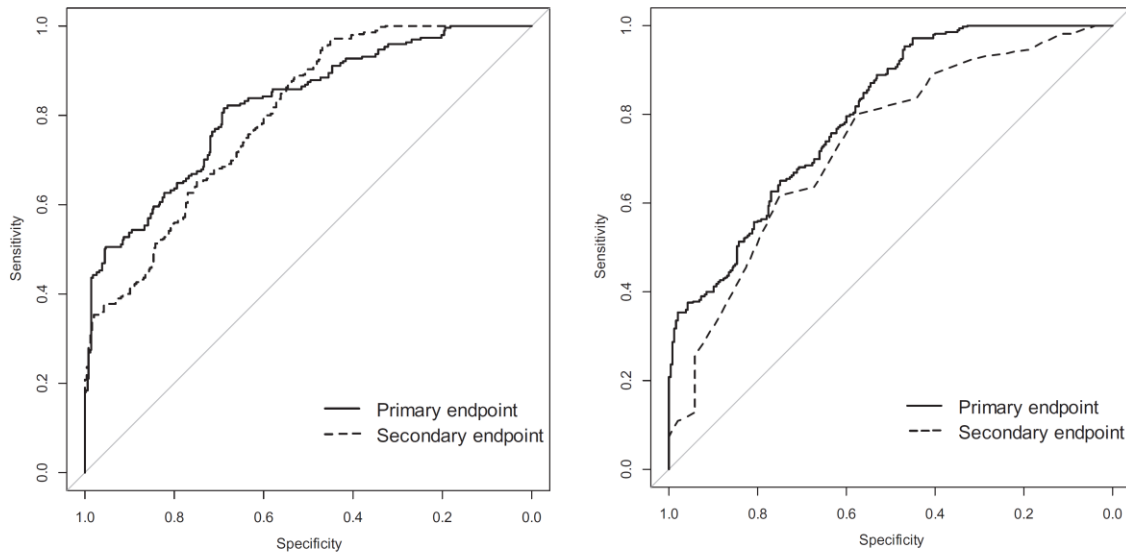 1.0
0.8
0.6
0.4
0.2
0.0
Sensitivity
Primary endpoint
Secondary endpoint
1.0 0.8 0.6 0.4 0.2 0.0
Specificity
1.0
0.8
0.6
0.4
0.2
0.0
Sensitivity
Primary endpoint
Secondary endpoint
1.0 0.8 0.6 0.4 0.2 0.0
Specificity